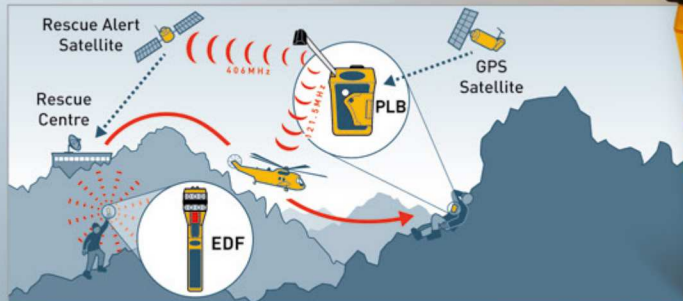 Rescue Alert
Satellite
406MHz
GPS
Satellite
Rescue
Centre
PLB
121.5MHz
EDF